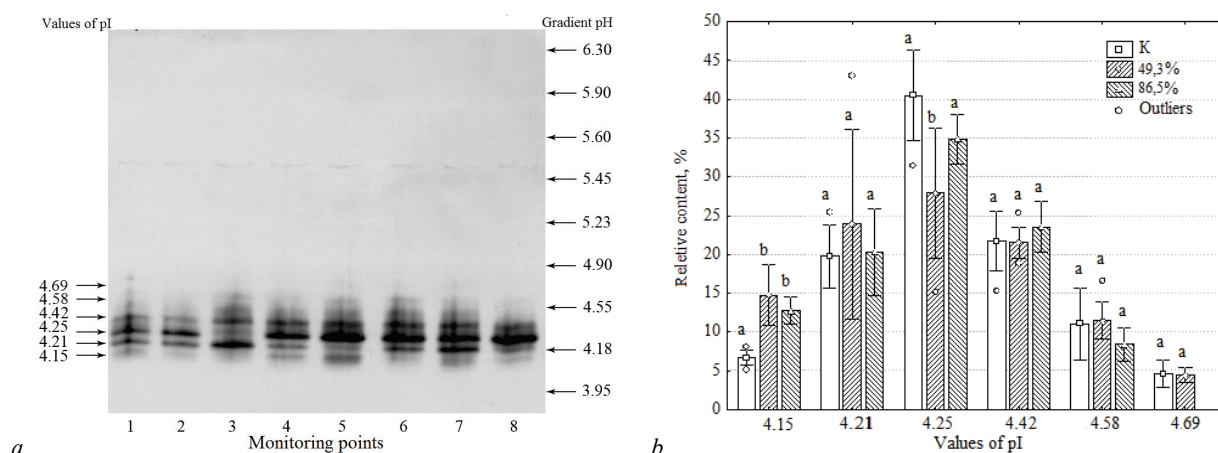 Values of pI
Gradient pH
6.30
5.90
5.60
5.45
5.23
4.90
4.55
4.18
3.95
4.69
4.58
4.42
4.25
4.21
4.15
1 2 3 4 5 6 7 8
Monitoring points
a
50
45
40
35
30
25
20
15
10
5
0
Reletive content, %
K
49,3%
86,5%
Outliers
a b b
a a a
a b a
a a a
a a a
a a
4.15 4.21 4.25 4.42 4.58 4.69
Values of pI
b